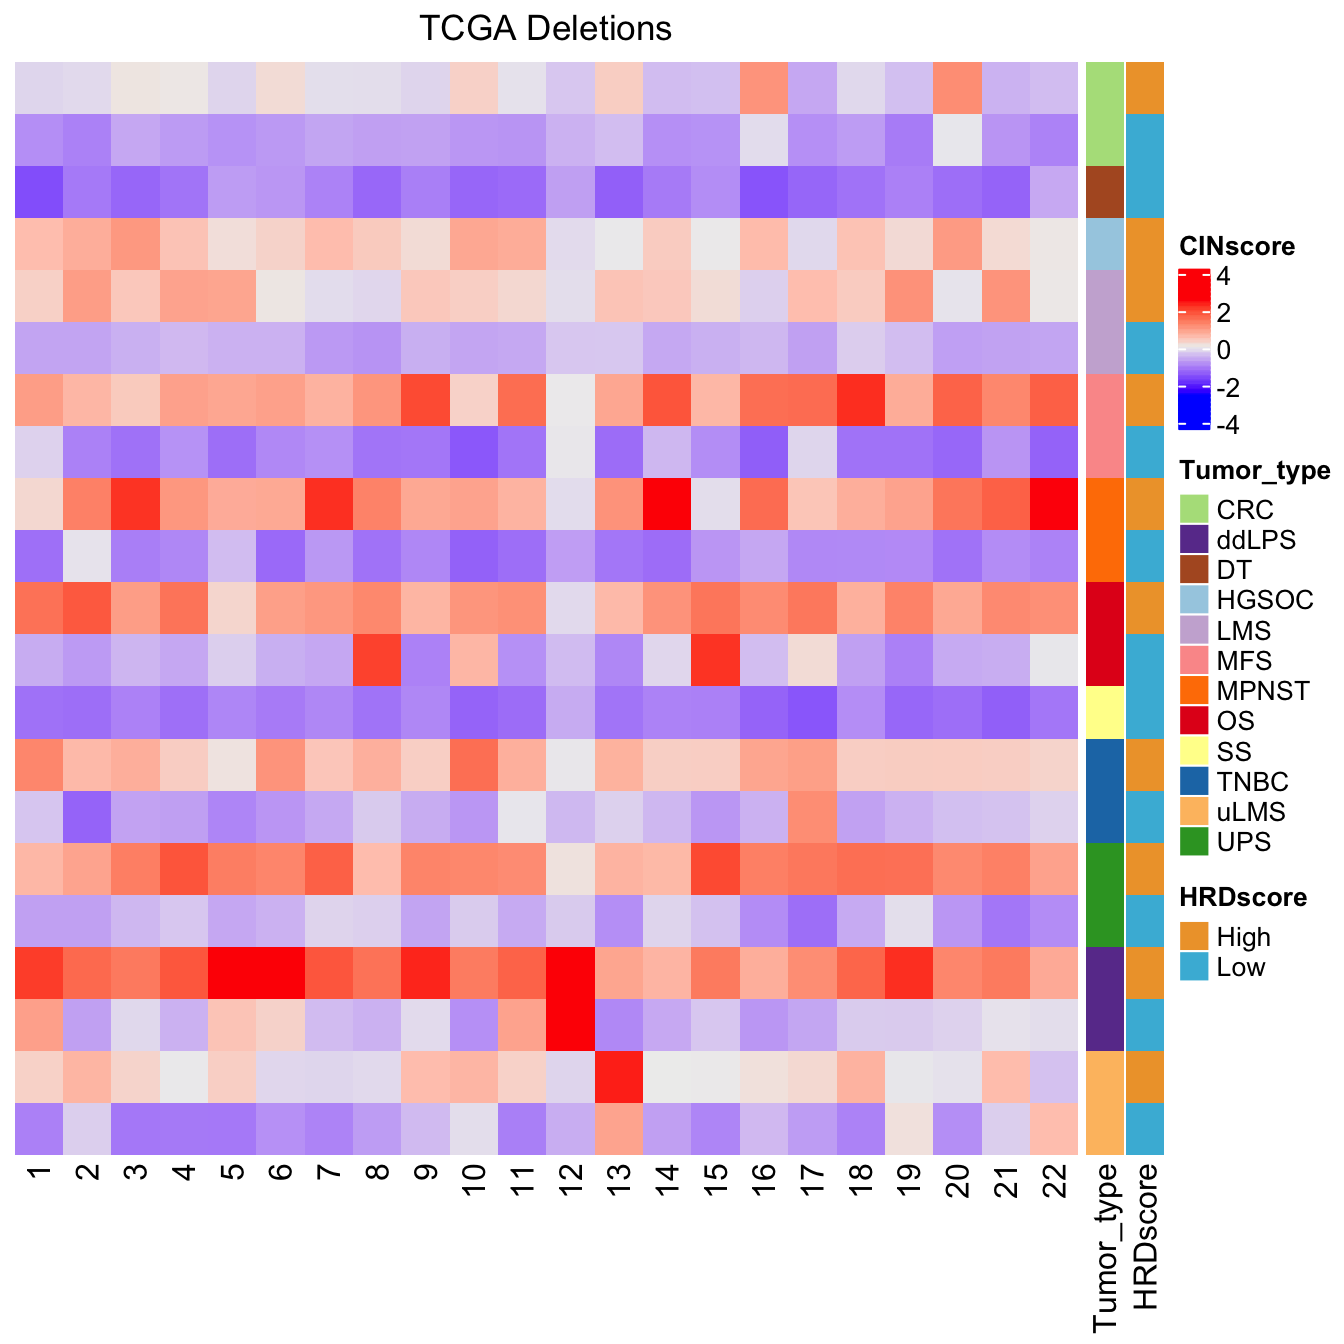 TCGA Deletions
CINscore
4
2
0
-2
-4
Tumor_type
CRC
ddLPS
DT
HGSOC
LMS
MFS
MPNST
OS
SS
TNBC
uLMS
UPS
HRDscore
High
Low
1 2 3 4 5 6 7 8 9 10 11 12 13 14 15 16 17 18 19 20 21 22 Tumor_type HRDscore